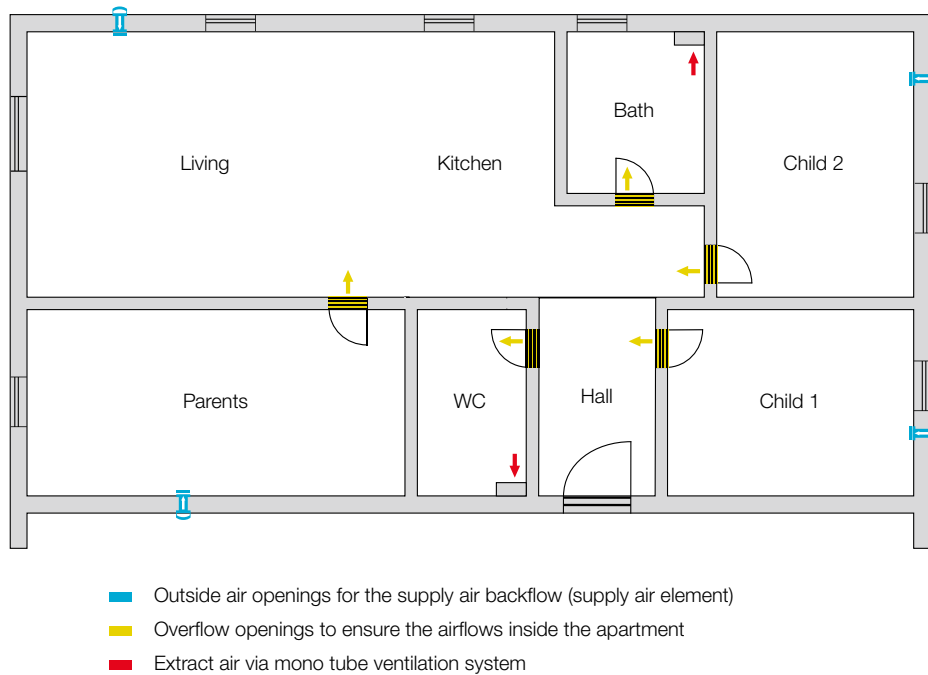 Bath
Living
Kitchen
Child 2
Parents
WC
Hall
Child 1
Outside air openings for the supply air backflow (supply air element)
Overflow openings to ensure the airflows inside the apartment
Extract air via mono tube ventilation system